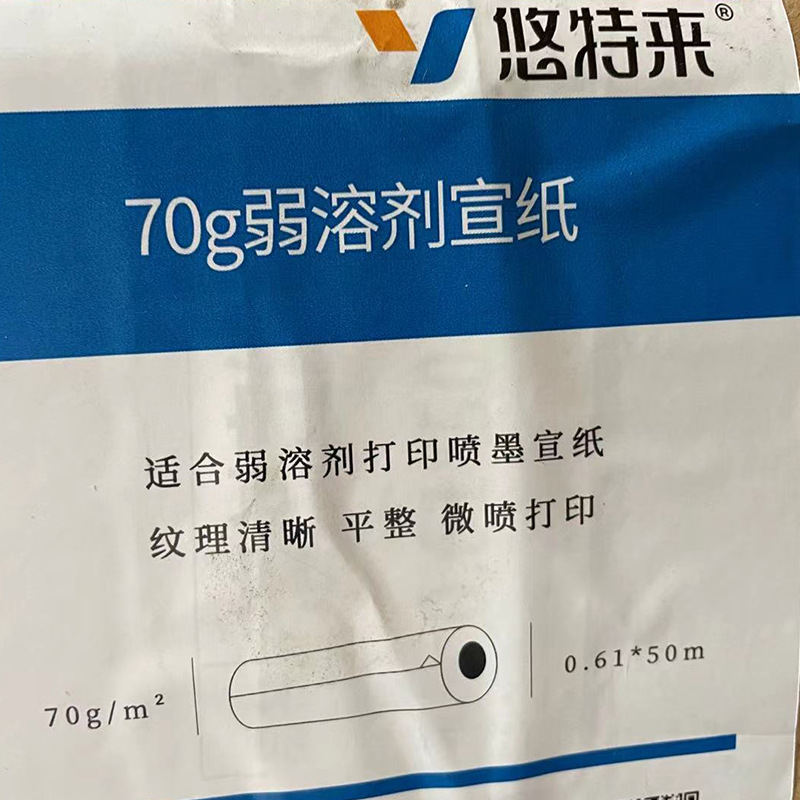 悠特来®
70g弱溶剂宣纸
适合弱溶剂打印喷墨宣纸
纹理清晰 平整 微喷打印
70g/m²
0.61*50m